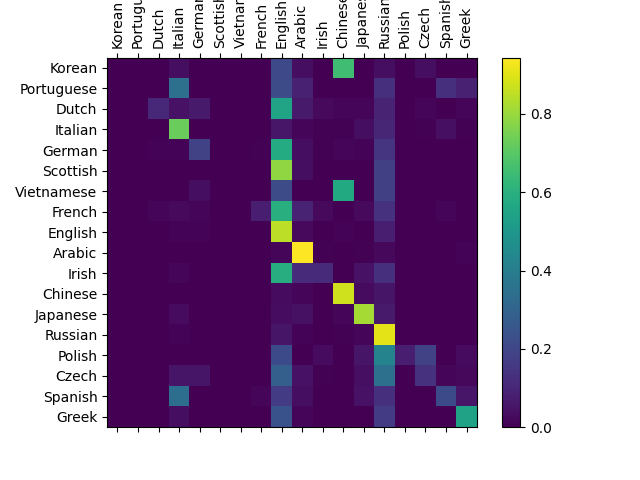 Korean
Portugu
Dutch
Italian
German
Scottis
Vietnar
French
English
Arabic
Irish
Chinese
Japane
Russian
Polish
Czech
Spanish
Greek
Korean
Portuguese
Dutch
Italian
German
Scottish
Vietnamese
French
English
Arabic
Irish
Chinese
Japanese
Russian
Polish
Czech
Spanish
Greek
0.8
0.6
0.4
0.2
0.0